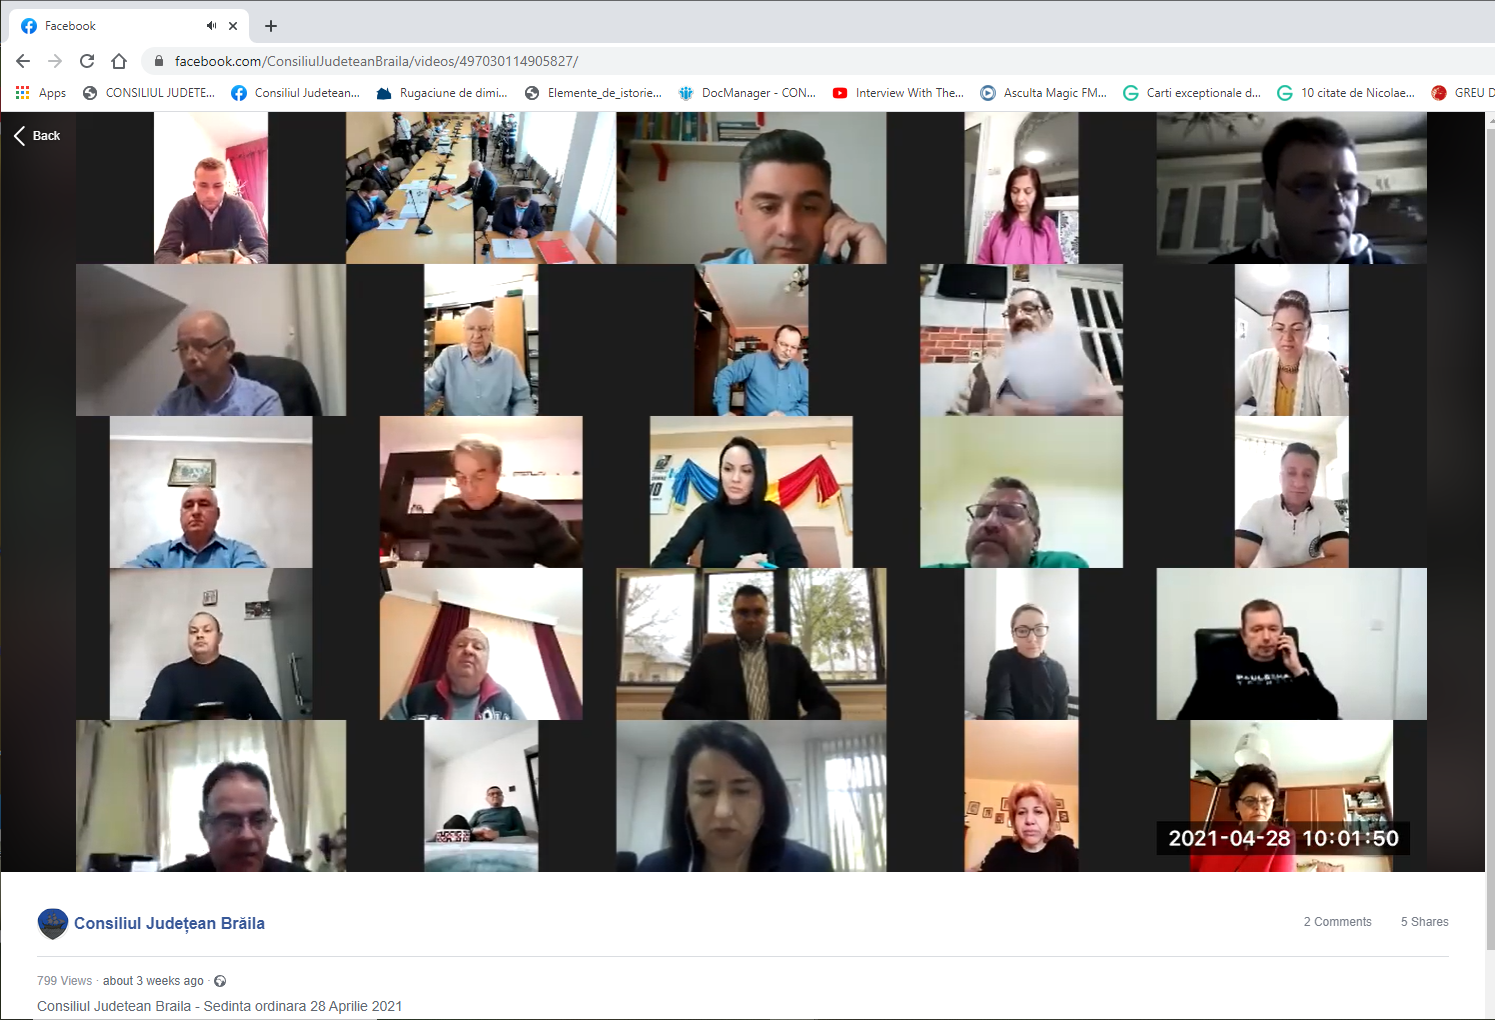 Facebook
facebook.com/ConsiliulJudeteanBraila/videos/497030114905827/
Apps
CONSILIUL JUDETE...
Consiliul Judetean...
Rugaciune de dimi...
Elemente_de_istorie...
DocManager - CON...
Interview With The...
Asculta Magic FM...
Carti exceptionale d...
10 citate de Nicolae...
GREU D
Back
2021-04-28 10:01:50
Consiliul Județean Brăila
2 Comments
5 Shares
799 Views · about 3 weeks ago ·
Consiliul Judetean Braila - Sedinta ordinara 28 Aprilie 2021